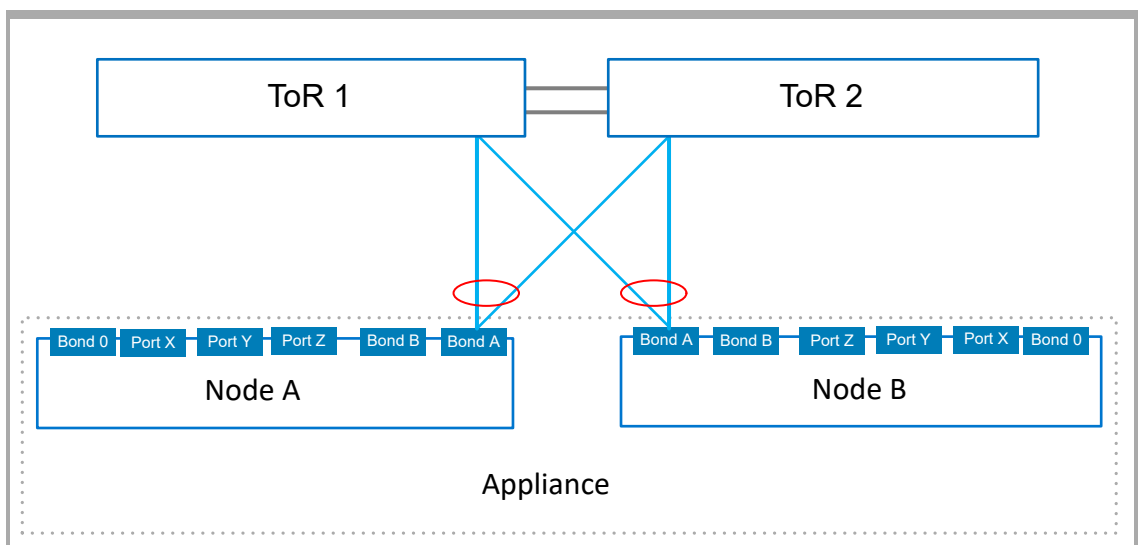 ToR 1
ToR 2
Bond 0
Port X
Port Y
Port Z
Bond B
Bond A
Bond A
Bond B
Port Z
Port Y
Port X
Bond 0
Node A
Node B
Appliance